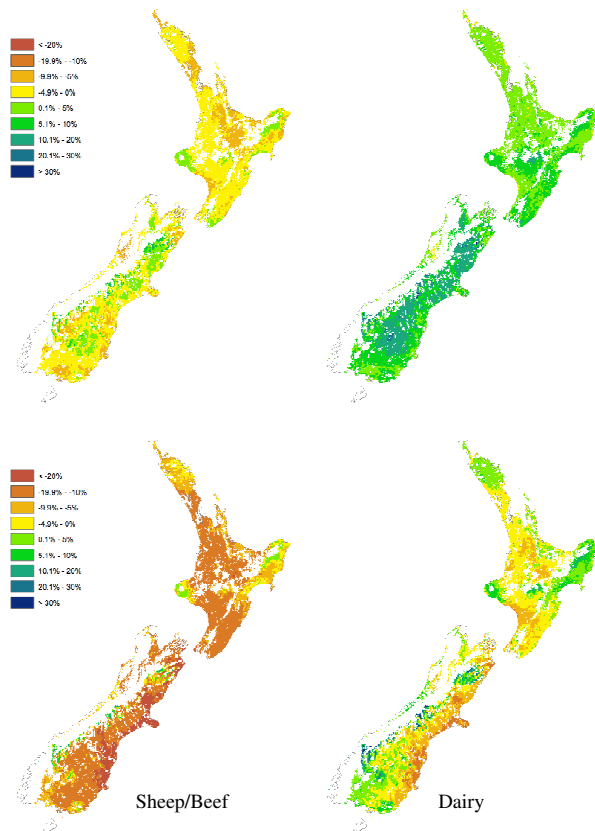 < -20%
-19.9% - -10%
-9.9% - -5%
-4.9% - 0%
0.1% - 5%
5.1% - 10%
10.1% - 20%
20.1% - 30%
> 30%
< -20%
-19.9% - -10%
-9.9% - -5%
-4.9% - 0%
0.1% - 5%
5.1% - 10%
10.1% - 20%
20.1% - 30%
> 30%
Sheep/Beef Dairy